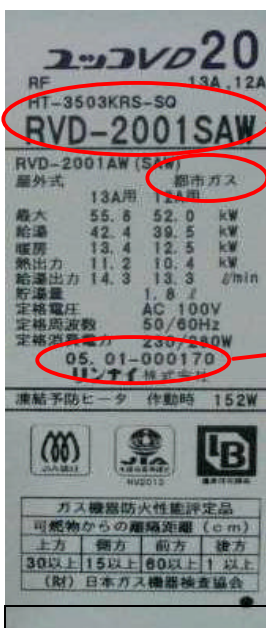 ユッコVD20
RF 13A,12A
HT-3503KRS-SQ
RVD-2001SAW
RVD-2001AW(SAW)
屋外式 都市ガス
13A用 12A用
最大 55.8 52.0 kW
給湯 42.4 39.5 kW
暖房 13.4 12.5 kW
熱出力 11.2 10.4 kW
給湯出力 14.3 13.3 ℓ/min
貯湯量 1.8 ℓ
定格電圧 AC 100V
定格周波数 50/60Hz
定格消費電力 230/280W
05.01-000170
リンナイ株式会社
凍結予防ヒータ 作動時 152W
JIA
LB
ガス機器防火性能評定品
可燃物からの離隔距離(cm)
上方 側方 前方 後方
30以上 15以上 60以上 1以上
(財)日本ガス機器検査協会